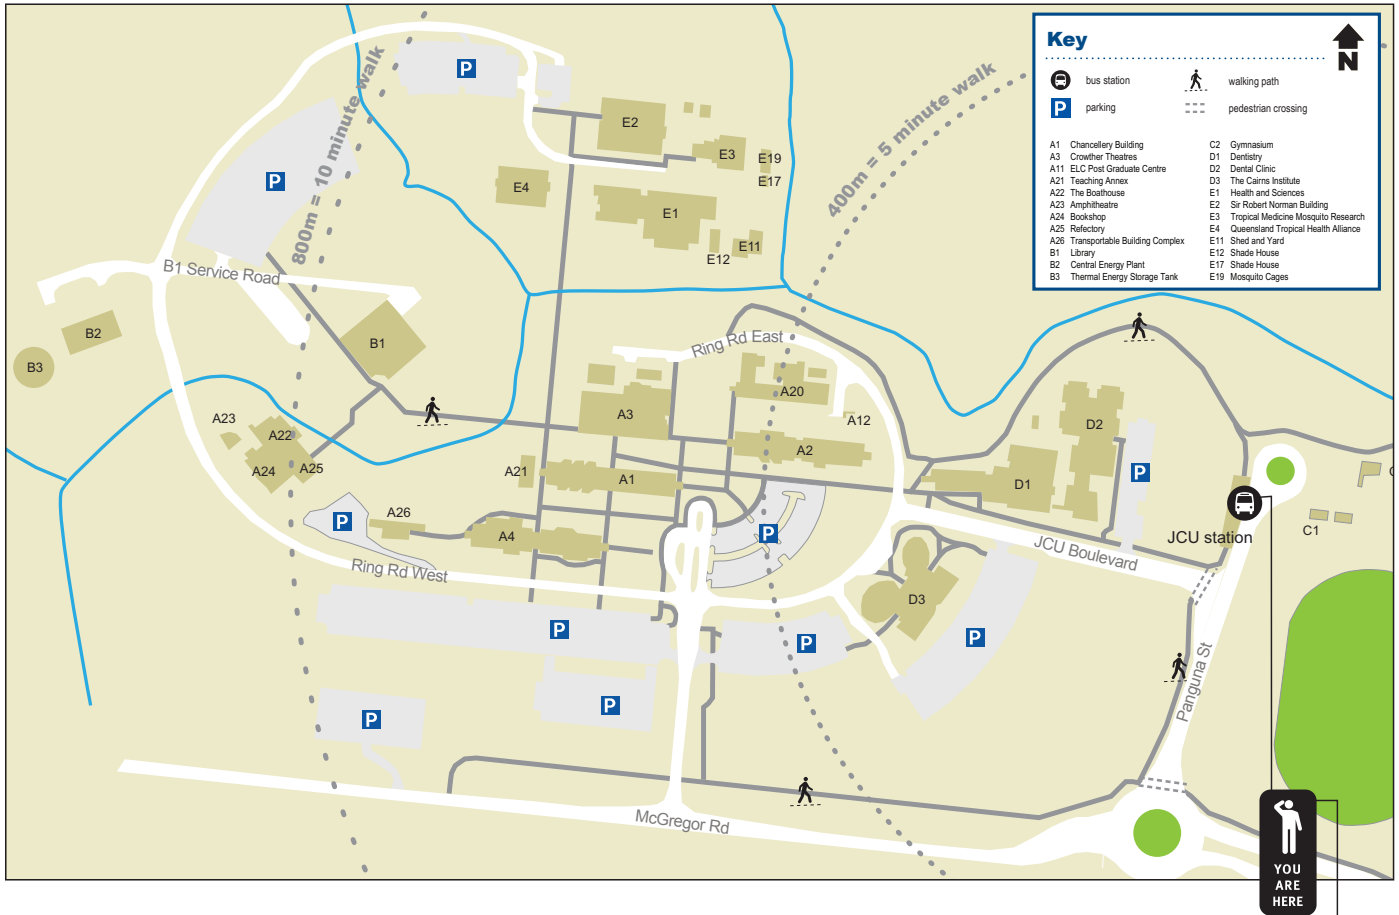 Key
N
bus station
walking path
P
parking
pedestrian crossing
A1 Chancellery Building
A3 Crowther Theatres
A11 ELC Post Graduate Centre
A21 Teaching Annex
A22 The Boathouse
A23 Amphitheatre
A24 Bookshop
A25 Refectory
A26 Transportable Building Complex
B1 Library
B2 Central Energy Plant
B3 Thermal Energy Storage Tank
C2 Gymnasium
D1 Dentistry
D2 Dental Clinic
D3 The Cairns Institute
E1 Health and Sciences
E2 Sir Robert Norman Building
E3 Tropical Medicine Mosquito Research
E4 Queensland Tropical Health Alliance
E11 Shed and Yard
E12 Shade House
E17 Shade House
E19 Mosquito Cages
800m = 10 minute walk
400m = 5 minute walk
P
P
E2
E3
E19
E17
E4
E1
E11
E12
B1 Service Road
B2
B1
B3
Ring Rd East
A20
A3
A12
A23
A22
A2
D2
A24
A25
A21
A1
D1
P
P
A26
A4
P
JCU station
C1
JCU Boulevard
Ring Rd West
D3
P
P
P
P
P
Panguna St
McGregor Rd
YOU
ARE
HERE